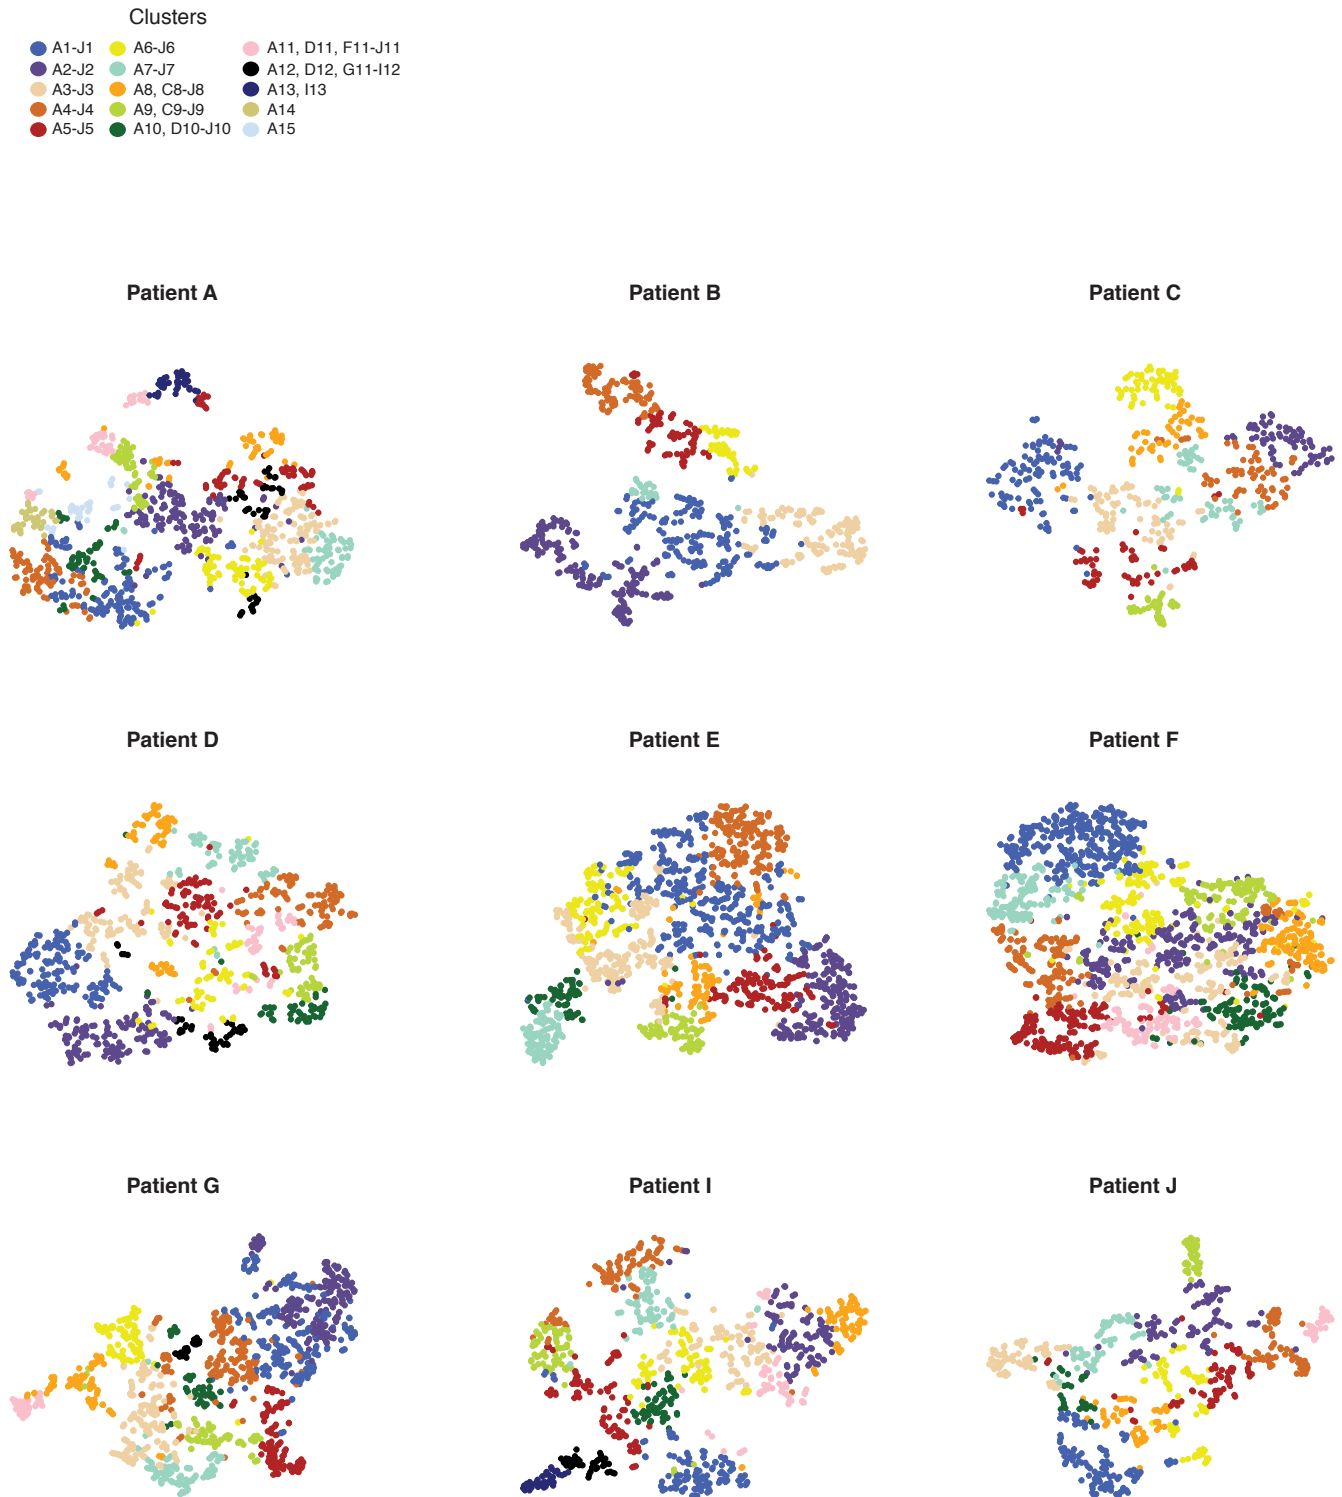 Clusters
A1-J1 A6-J6 A11, D11, F11-J11
A2-J2 A7-J7 A12, D12, G11-I12
A3-J3 A8, C8-J8 A13, I13
A4-J4 A9, C9-J9 A14
A5-J5 A10, D10-J10 A15
Patient A Patient B Patient C
Patient D Patient E Patient F
Patient G Patient I Patient J